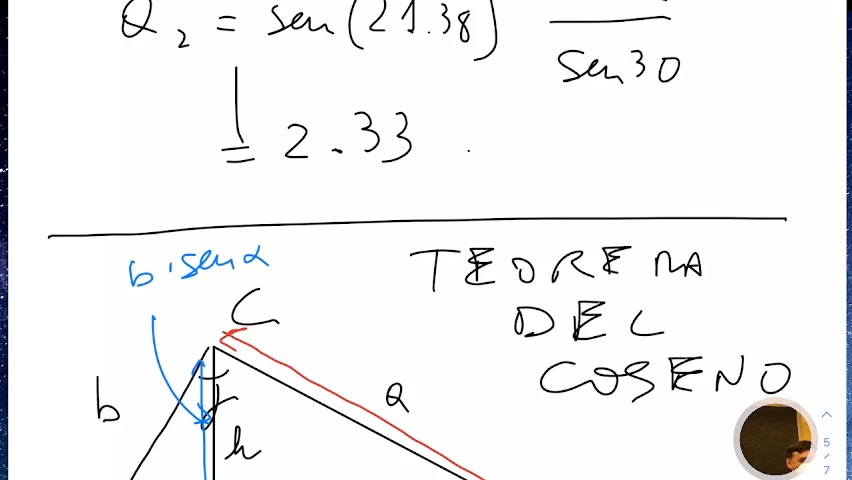 a₂ = sen(21.38)
sen30
= 2.33
b·senα
TEOREMA
DEL
COSENO
C
b
a
γ
h
5
/
7